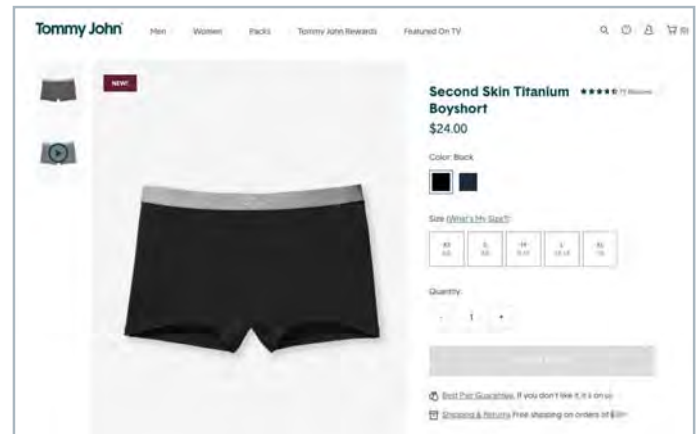 Tommy John
Men Women Packs Tommy John Rewards Featured On TV
NEW!
Second Skin Titanium
Boyshort
$24.00
Color: Black
Size (What's My Size?):
XS S M L XL
Quantity:
- 1 +
Best Pair Guarantee. If you don't like it, it's on us
Shipping & Returns Free shipping on orders of